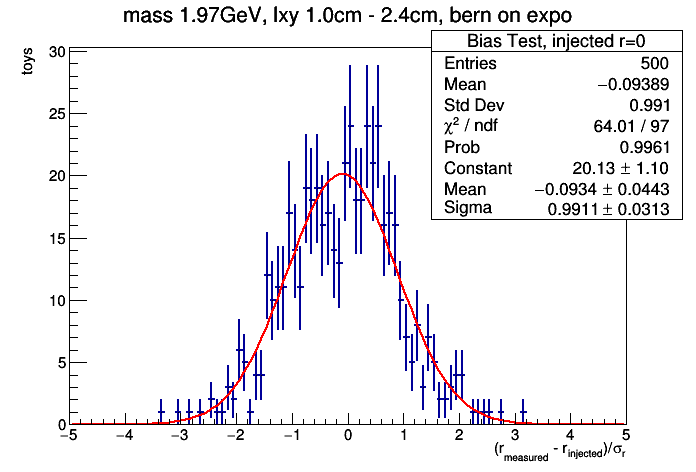 mass 1.97GeV, lxy 1.0cm - 2.4cm, bern on expo
Bias Test, injected r=0
Entries 500
Mean −0.09389
Std Dev 0.991
χ² / ndf 64.01 / 97
Prob 0.9961
Constant 20.13 ± 1.10
Mean −0.0934 ± 0.0443
Sigma 0.9911 ± 0.0313
toys
30
25
20
15
10
5
0
−5 −4 −3 −2 −1 0 1 2 3 4 5
(r_measured - r_injected)/σ_r